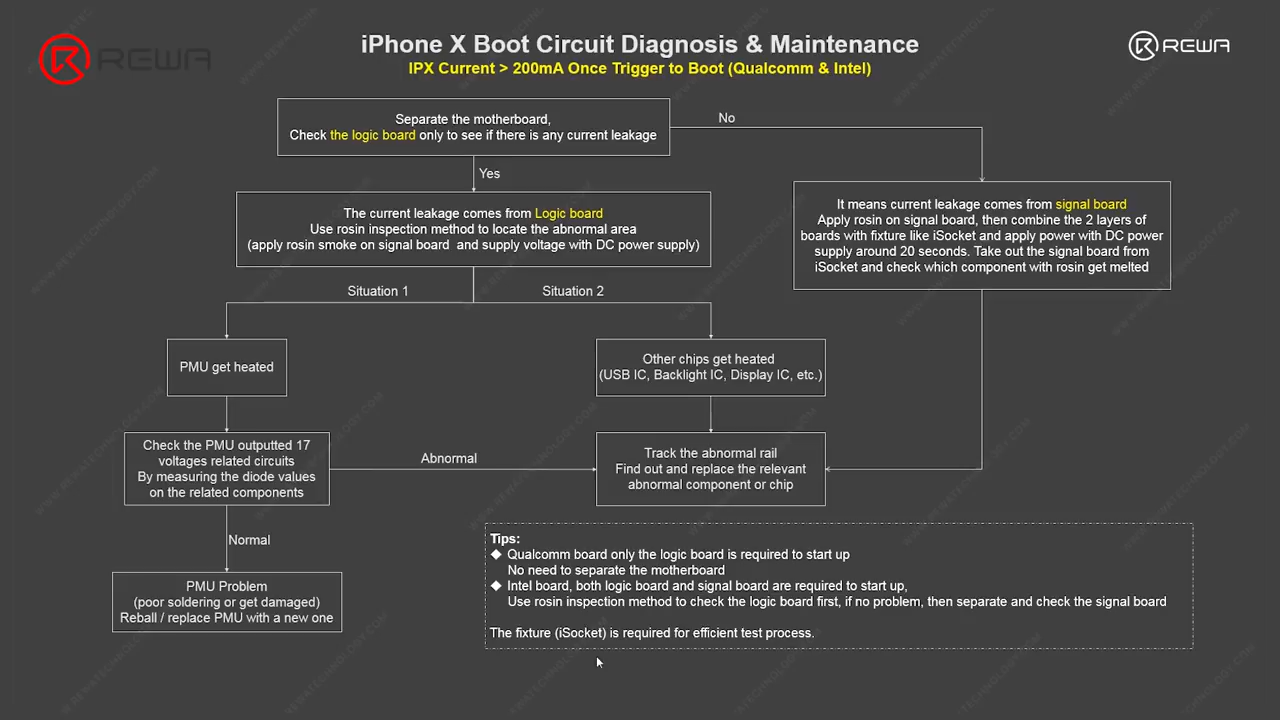 REWA
iPhone X Boot Circuit Diagnosis & Maintenance
IPX Current > 200mA Once Trigger to Boot (Qualcomm & Intel)
REWA
Separate the motherboard,
Check the logic board only to see if there is any current leakage
No
Yes
The current leakage comes from Logic board
Use rosin inspection method to locate the abnormal area
(apply rosin smoke on signal board and supply voltage with DC power supply)
It means current leakage comes from signal board
Apply rosin on signal board, then combine the 2 layers of
boards with fixture like iSocket and apply power with DC power
supply around 20 seconds. Take out the signal board from
iSocket and check which component with rosin get melted
Situation 1
Situation 2
PMU get heated
Other chips get heated
(USB IC, Backlight IC, Display IC, etc.)
Check the PMU outputted 17
voltages related circuits
By measuring the diode values
on the related components
Abnormal
Track the abnormal rail
Find out and replace the relevant
abnormal component or chip
Normal
PMU Problem
(poor soldering or get damaged)
Reball / replace PMU with a new one
Tips:
◆ Qualcomm board only the logic board is required to start up
No need to separate the motherboard
◆ Intel board, both logic board and signal board are required to start up,
Use rosin inspection method to check the logic board first, if no problem, then separate and check the signal board
The fixture (iSocket) is required for efficient test process.